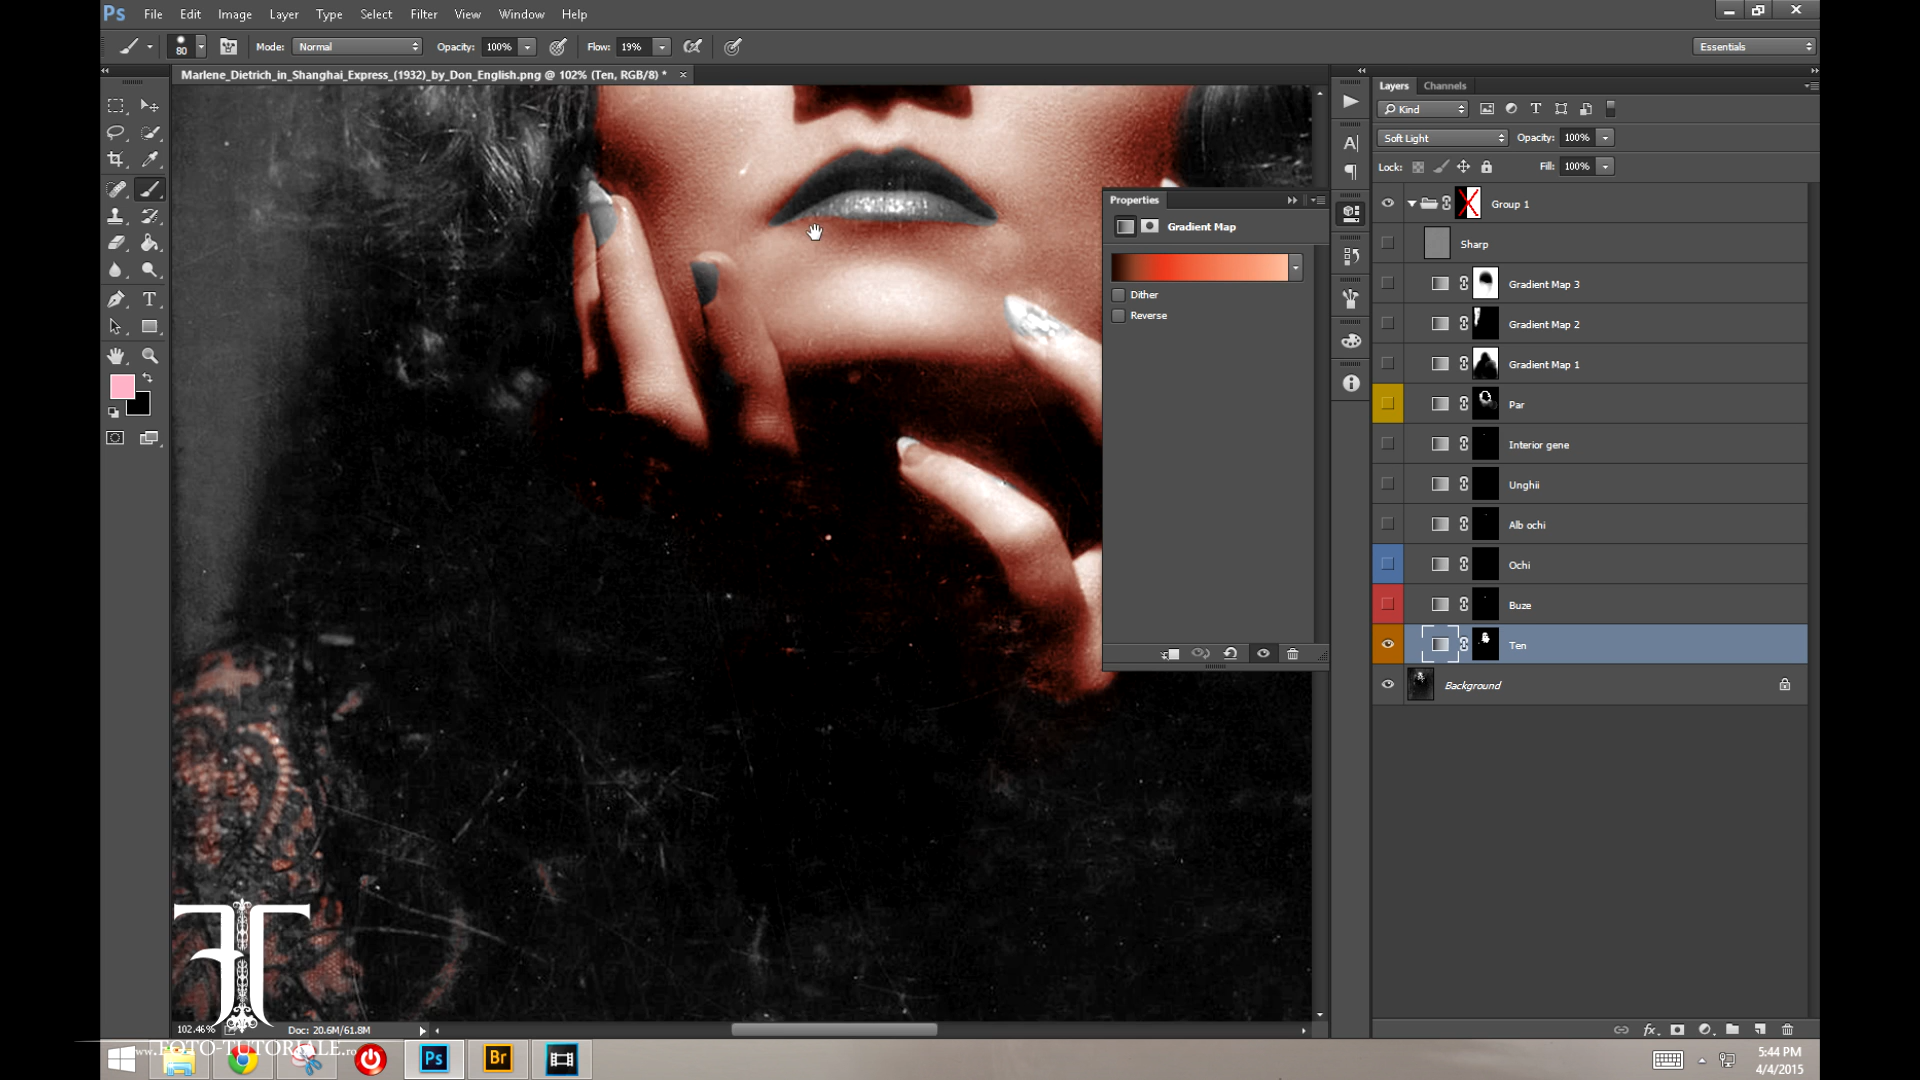 Ps File Edit Image Layer Type Select Filter View Window Help
80 Mode: Normal Opacity: 100% Flow: 19% Essentials
Marlene_Dietrich_in_Shanghai_Express_(1932)_by_Don_English.png @ 102% (Ten, RGB/8) *
Layers Channels
Kind
Soft Light Opacity: 100%
Lock: Fill: 100%
Group 1
Sharp
Gradient Map 3
Gradient Map 2
Gradient Map 1
Par
Interior gene
Unghii
Alb ochi
Ochi
Buze
Ten
Background
Properties
Gradient Map
Dither
Reverse
102.46% Doc: 20.6M/61.8M
www.FOTO-TUTORIALE.ro
Ps Br
5:44 PM
4/4/2015